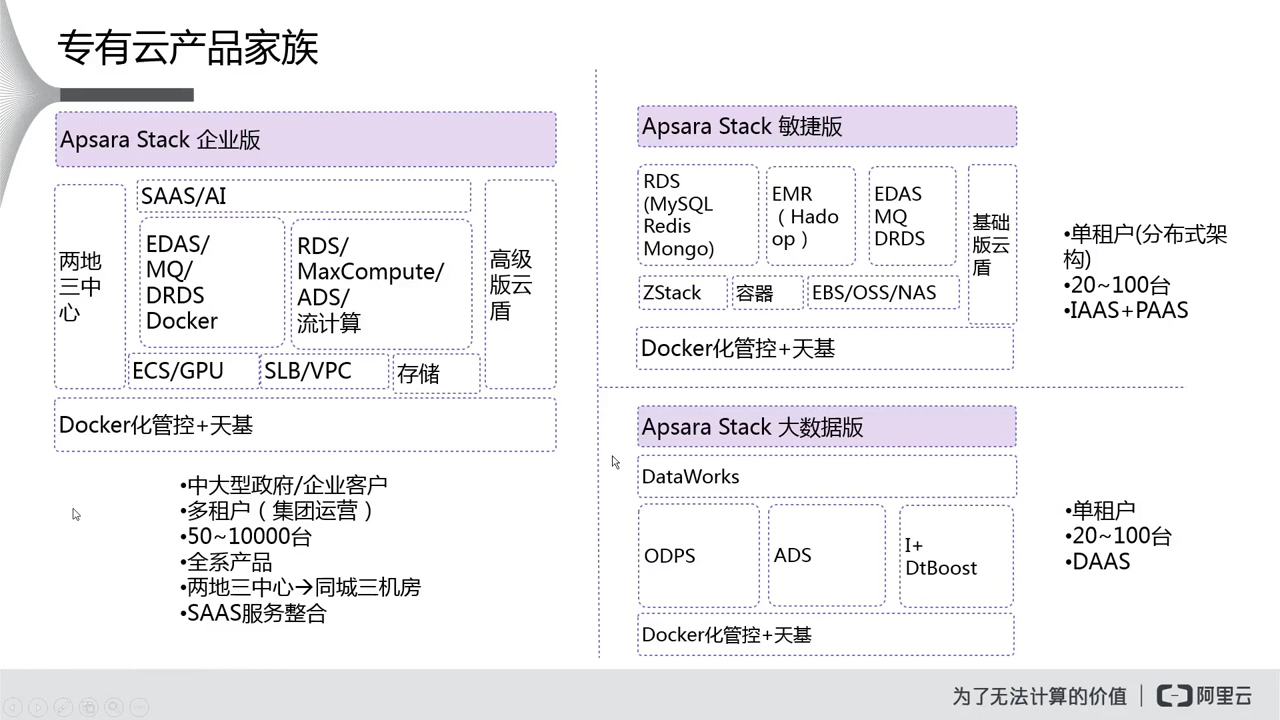 专有云产品家族
Apsara Stack 企业版
两地
三中
心
SAAS/AI
EDAS/
MQ/
DRDS
Docker
RDS/
MaxCompute/
ADS/
流计算
高级
版云
盾
ECS/GPU
SLB/VPC
存储
Docker化管控+天基
•中大型政府/企业客户
•多租户（集团运营）
•50~10000台
•全系产品
•两地三中心→同城三机房
•SAAS服务整合
Apsara Stack 敏捷版
RDS
(MySQL
Redis
Mongo)
EMR
（Hado
op）
EDAS
MQ
DRDS
基础
版云
盾
ZStack
容器
EBS/OSS/NAS
Docker化管控+天基
•单租户(分布式架
构)
•20~100台
•IAAS+PAAS
Apsara Stack 大数据版
DataWorks
ODPS
ADS
I+
DtBoost
Docker化管控+天基
•单租户
•20~100台
•DAAS
为了无法计算的价值 | 阿里云